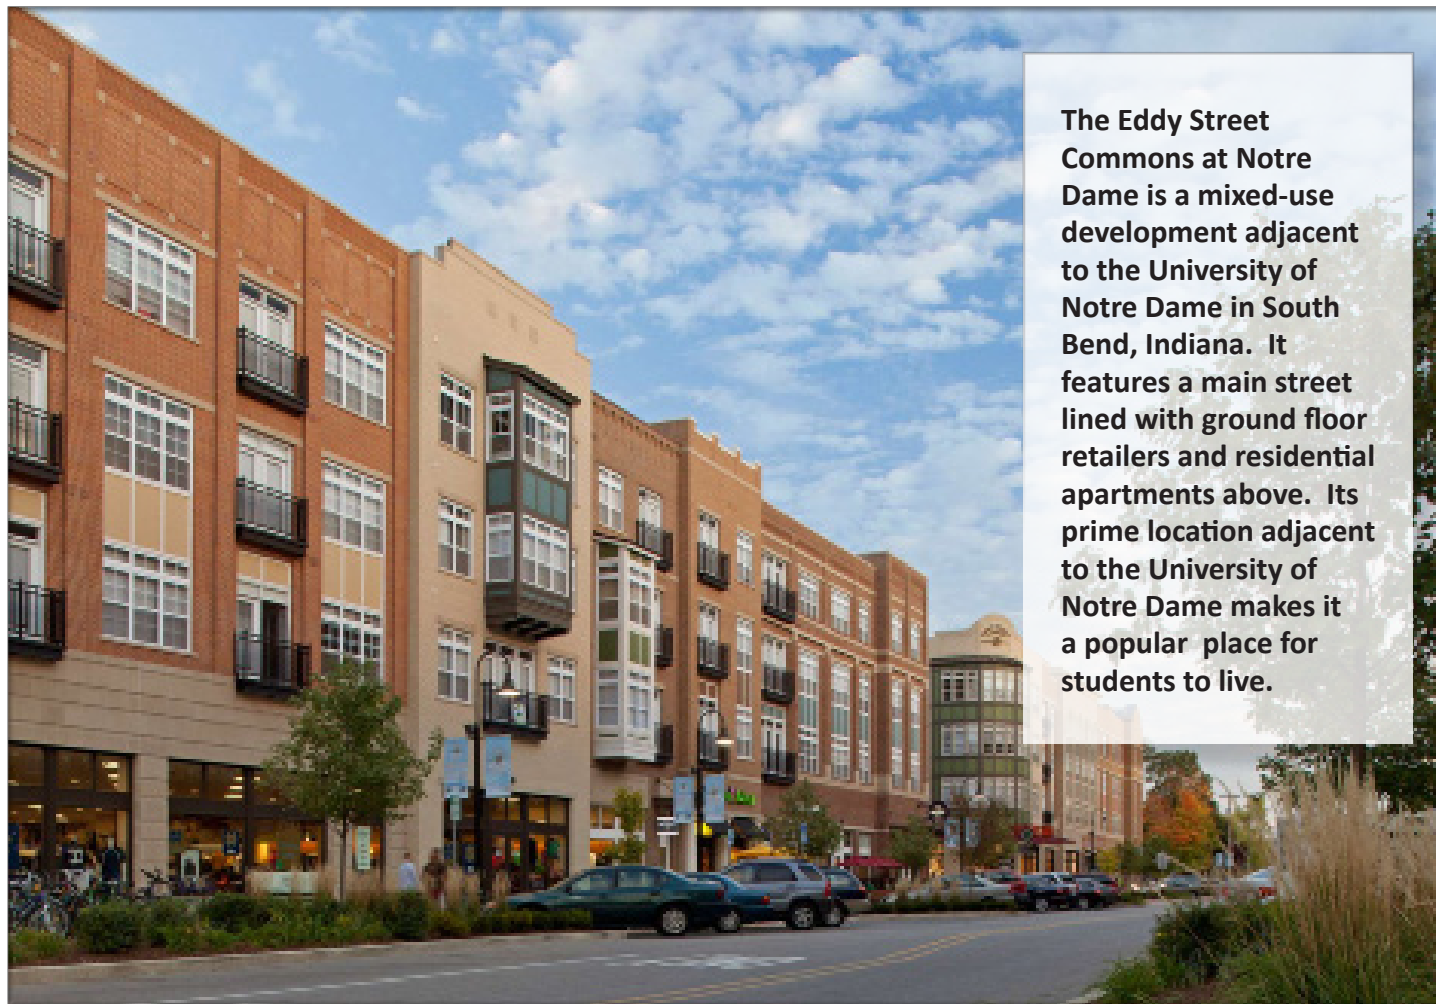 The Eddy Street
Commons at Notre
Dame is a mixed-use
development adjacent
to the University of
Notre Dame in South
Bend, Indiana.  It
features a main street
lined with ground floor
retailers and residential
apartments above.  Its
prime location adjacent
to the University of
Notre Dame makes it
a popular  place for
students to live.